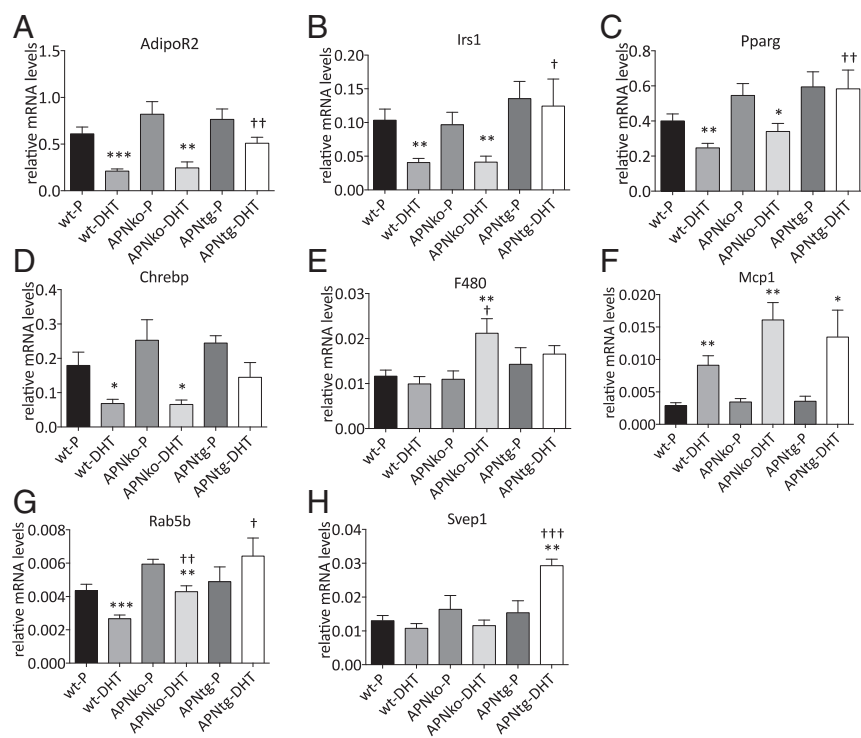 A
AdipoR2
relative mRNA levels
1.5
1.0
0.5
0.0
***
**
††
wt-P
wt-DHT
APNko-P
APNko-DHT
APNtg-P
APNtg-DHT
B
Irs1
relative mRNA levels
0.20
0.15
0.10
0.05
0.00
**
**
†
wt-P
wt-DHT
APNko-P
APNko-DHT
APNtg-P
APNtg-DHT
C
Pparg
relative mRNA levels
0.8
0.6
0.4
0.2
0.0
**
*
††
wt-P
wt-DHT
APNko-P
APNko-DHT
APNtg-P
APNtg-DHT
D
Chrebp
relative mRNA levels
0.4
0.3
0.2
0.1
0.0
*
*
wt-P
wt-DHT
APNko-P
APNko-DHT
APNtg-P
APNtg-DHT
E
F480
relative mRNA levels
0.03
0.02
0.01
0.00
**
†
wt-P
wt-DHT
APNko-P
APNko-DHT
APNtg-P
APNtg-DHT
F
Mcp1
relative mRNA levels
0.020
0.015
0.010
0.005
0.000
**
**
*
wt-P
wt-DHT
APNko-P
APNko-DHT
APNtg-P
APNtg-DHT
G
Rab5b
relative mRNA levels
0.008
0.006
0.004
0.002
0.000
***
††
**
†
wt-P
wt-DHT
APNko-P
APNko-DHT
APNtg-P
APNtg-DHT
H
Svep1
relative mRNA levels
0.04
0.03
0.02
0.01
0.00
†††
**
wt-P
wt-DHT
APNko-P
APNko-DHT
APNtg-P
APNtg-DHT